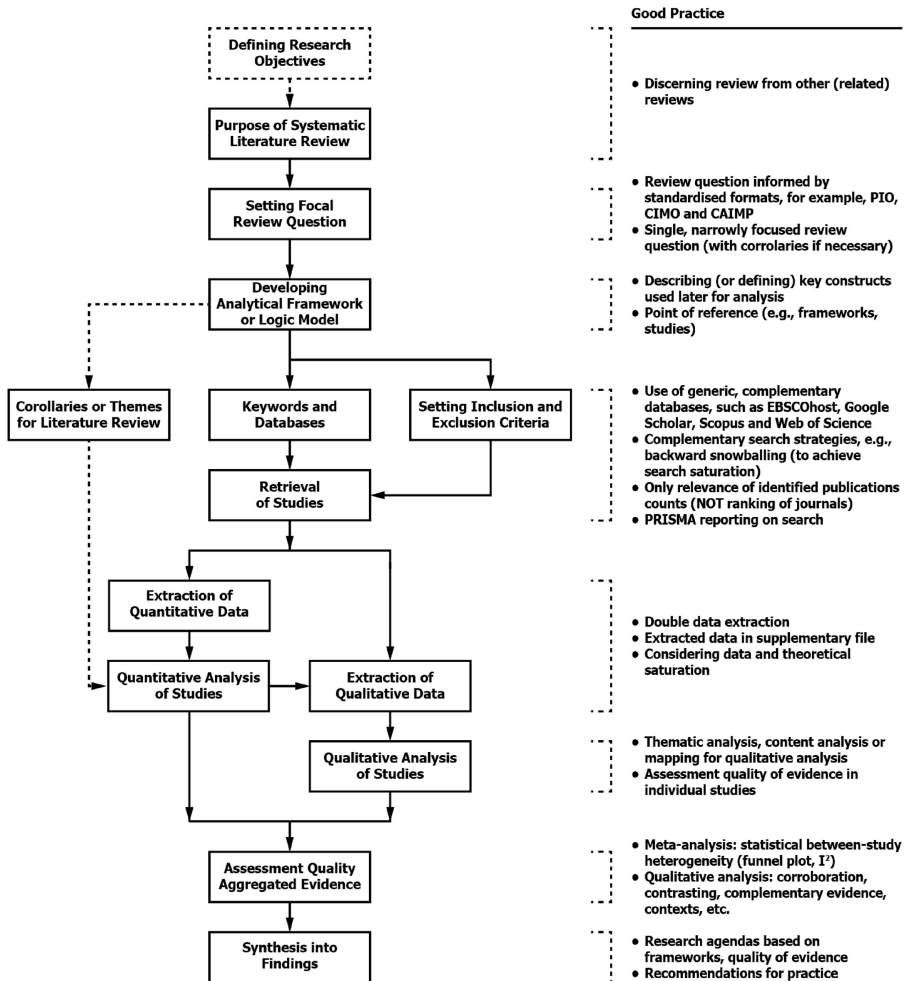 Good Practice
Defining Research
Objectives
Purpose of Systematic
Literature Review
• Discerning review from other (related)
reviews
Setting Focal
Review Question
• Review question informed by
standardised formats, for example, PIO,
CIMO and CAIMP
• Single, narrowly focused review
question (with corrolaries if necessary)
Developing
Analytical Framework
or Logic Model
• Describing (or defining) key constructs
used later for analysis
• Point of reference (e.g., frameworks,
studies)
Corollaries or Themes
for Literature Review
Keywords and
Databases
Setting Inclusion and
Exclusion Criteria
Retrieval
of Studies
• Use of generic, complementary
databases, such as EBSCOhost, Google
Scholar, Scopus and Web of Science
• Complementary search strategies, e.g.,
backward snowballing (to achieve
search saturation)
• Only relevance of identified publications
counts (NOT ranking of journals)
• PRISMA reporting on search
Extraction of
Quantitative Data
Quantitative Analysis
of Studies
Extraction of
Qualitative Data
• Double data extraction
• Extracted data in supplementary file
• Considering data and theoretical
saturation
Qualitative Analysis
of Studies
• Thematic analysis, content analysis or
mapping for qualitative analysis
• Assessment quality of evidence in
individual studies
Assessment Quality
Aggregated Evidence
• Meta-analysis: statistical between-study
heterogeneity (funnel plot, I²)
• Qualitative analysis: corroboration,
contrasting, complementary evidence,
contexts, etc.
Synthesis into
Findings
• Research agendas based on
frameworks, quality of evidence
• Recommendations for practice